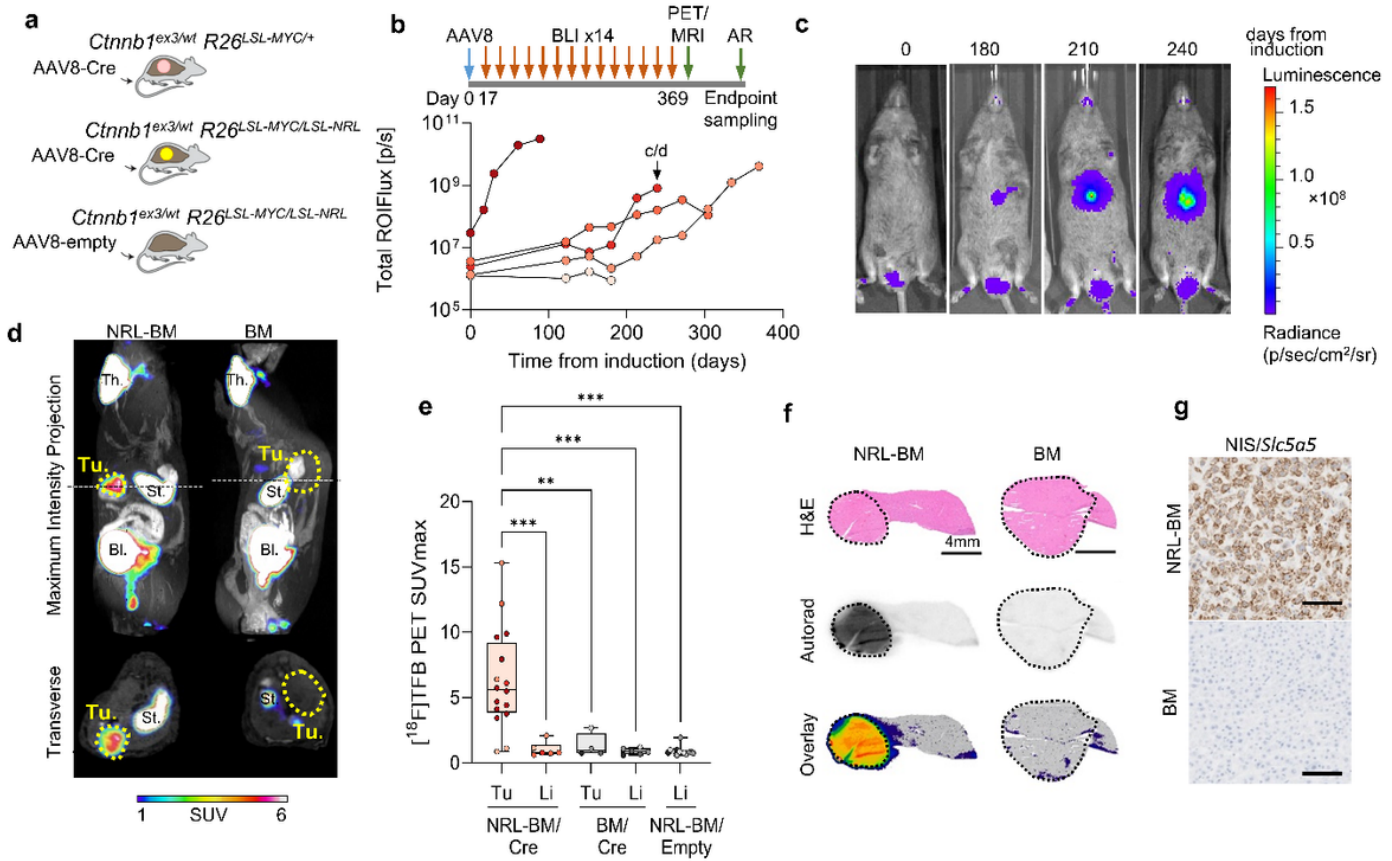 a
Ctnnb1ex3/wt R26LSL-MYC/+
AAV8-Cre
Ctnnb1ex3/wt R26LSL-MYC/LSL-NRL
AAV8-Cre
Ctnnb1ex3/wt R26LSL-MYC/LSL-NRL
AAV8-empty
b
PET/
AAV8 BLI x14 MRI AR
Day 0 17 369 Endpoint
sampling
Total ROIFlux [p/s]
10^11
10^9
10^7
10^5
c/d
0 100 200 300 400
Time from induction (days)
c
0 180 210 240
days from
induction
Luminescence
1.5
1.0
×10^8
0.5
Radiance
(p/sec/cm²/sr)
d
NRL-BM BM
Maximum Intensity Projection
Th. Th.
Tu. Tu.
St. St.
Bl. Bl.
Transverse
St. St
Tu. Tu.
1 SUV 6
e
[18F]TFB PET SUVmax
20
15
10
5
0
***
***
**
***
Tu Li Tu Li Li
NRL-BM/ BM/ NRL-BM/
Cre Cre Empty
f
NRL-BM BM
H&E
4mm
Autorad
Overlay
g
NIS/Slc5a5
NRL-BM
BM